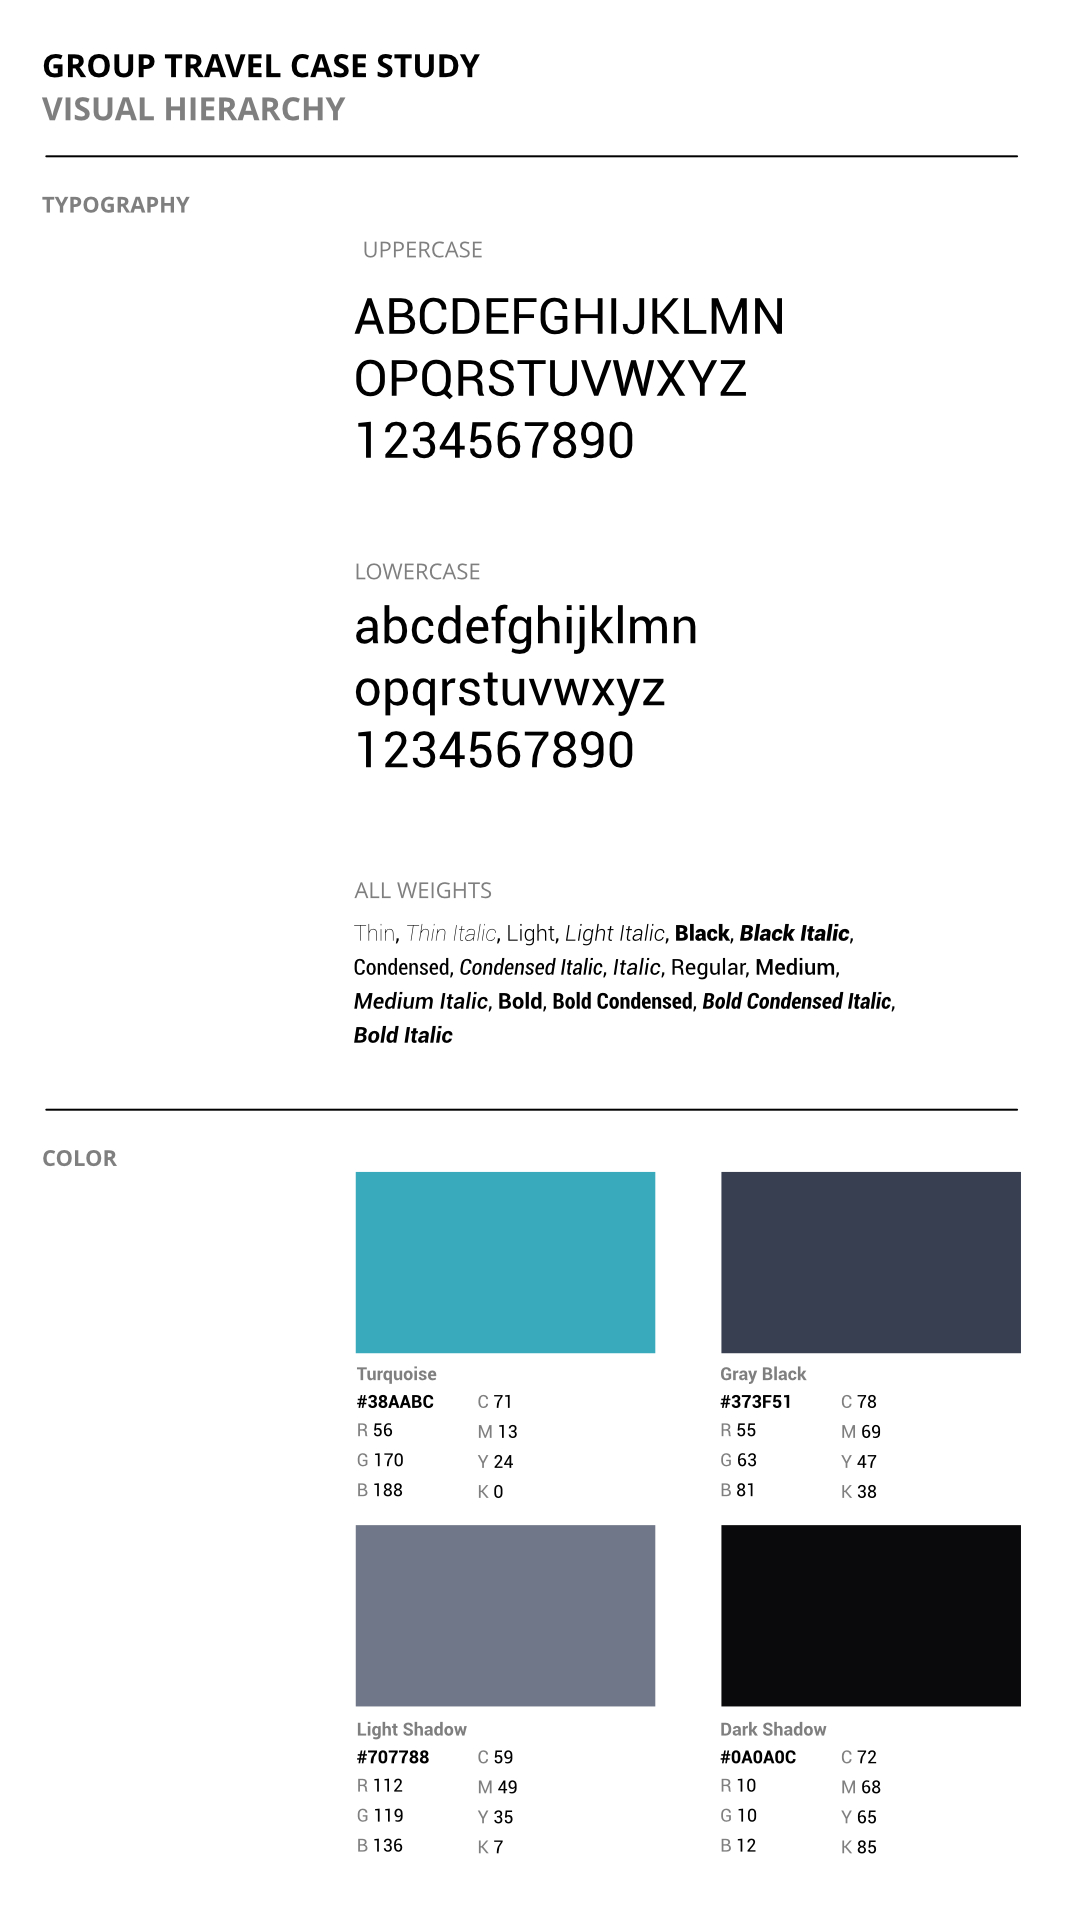 GROUP TRAVEL CASE STUDY
VISUAL HIERARCHY
TYPOGRAPHY
UPPERCASE
ABCDEFGHIJKLMN
OPQRSTUVWXYZ
1234567890
LOWERCASE
abcdefghijklmn
opqrstuvwxyz
1234567890
ALL WEIGHTS
Thin, Thin Italic, Light, Light Italic, Black, Black Italic,
Condensed, Condensed Italic, Italic, Regular, Medium,
Medium Italic, Bold, Bold Condensed, Bold Condensed Italic,
Bold Italic
COLOR
Turquoise
#38AABC
R 56
G 170
B 188
C 71
M 13
Y 24
K 0
Gray Black
#373F51
R 55
G 63
B 81
C 78
M 69
Y 47
K 38
Light Shadow
#707788
R 112
G 119
B 136
C 59
M 49
Y 35
K 7
Dark Shadow
#0A0A0C
R 10
G 10
B 12
C 72
M 68
Y 65
K 85